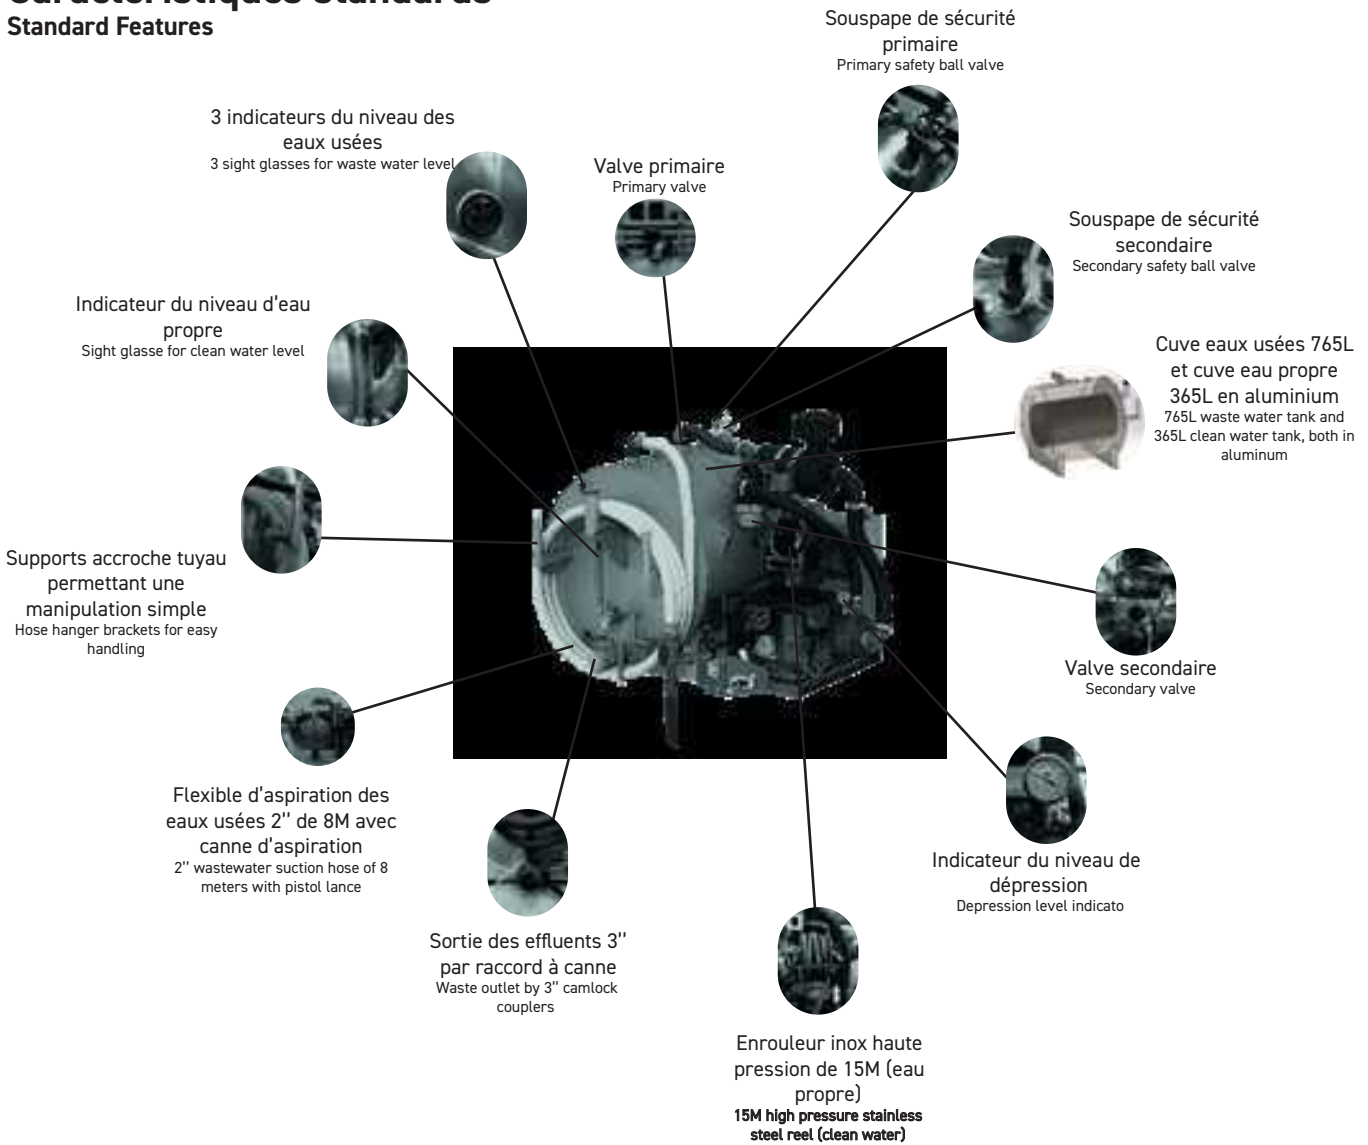 Caractéristiques standards
Standard Features
Souspape de sécurité
primaire
Primary safety ball valve
3 indicateurs du niveau des
eaux usées
3 sight glasses for waste water level
Valve primaire
Primary valve
Souspape de sécurité
secondaire
Secondary safety ball valve
Indicateur du niveau d'eau
propre
Sight glasse for clean water level
Cuve eaux usées 765L
et cuve eau propre
365L en aluminium
765L waste water tank and
365L clean water tank, both in
aluminum
Supports accroche tuyau
permettant une
manipulation simple
Hose hanger brackets for easy
handling
Valve secondaire
Secondary valve
Flexible d'aspiration des
eaux usées 2'' de 8M avec
canne d'aspiration
2'' wastewater suction hose of 8
meters with pistol lance
Indicateur du niveau de
dépression
Depression level indicato
Sortie des effluents 3''
par raccord à canne
Waste outlet by 3'' camlock
couplers
Enrouleur inox haute
pression de 15M (eau
propre)
15M high pressure stainless
steel reel (clean water)